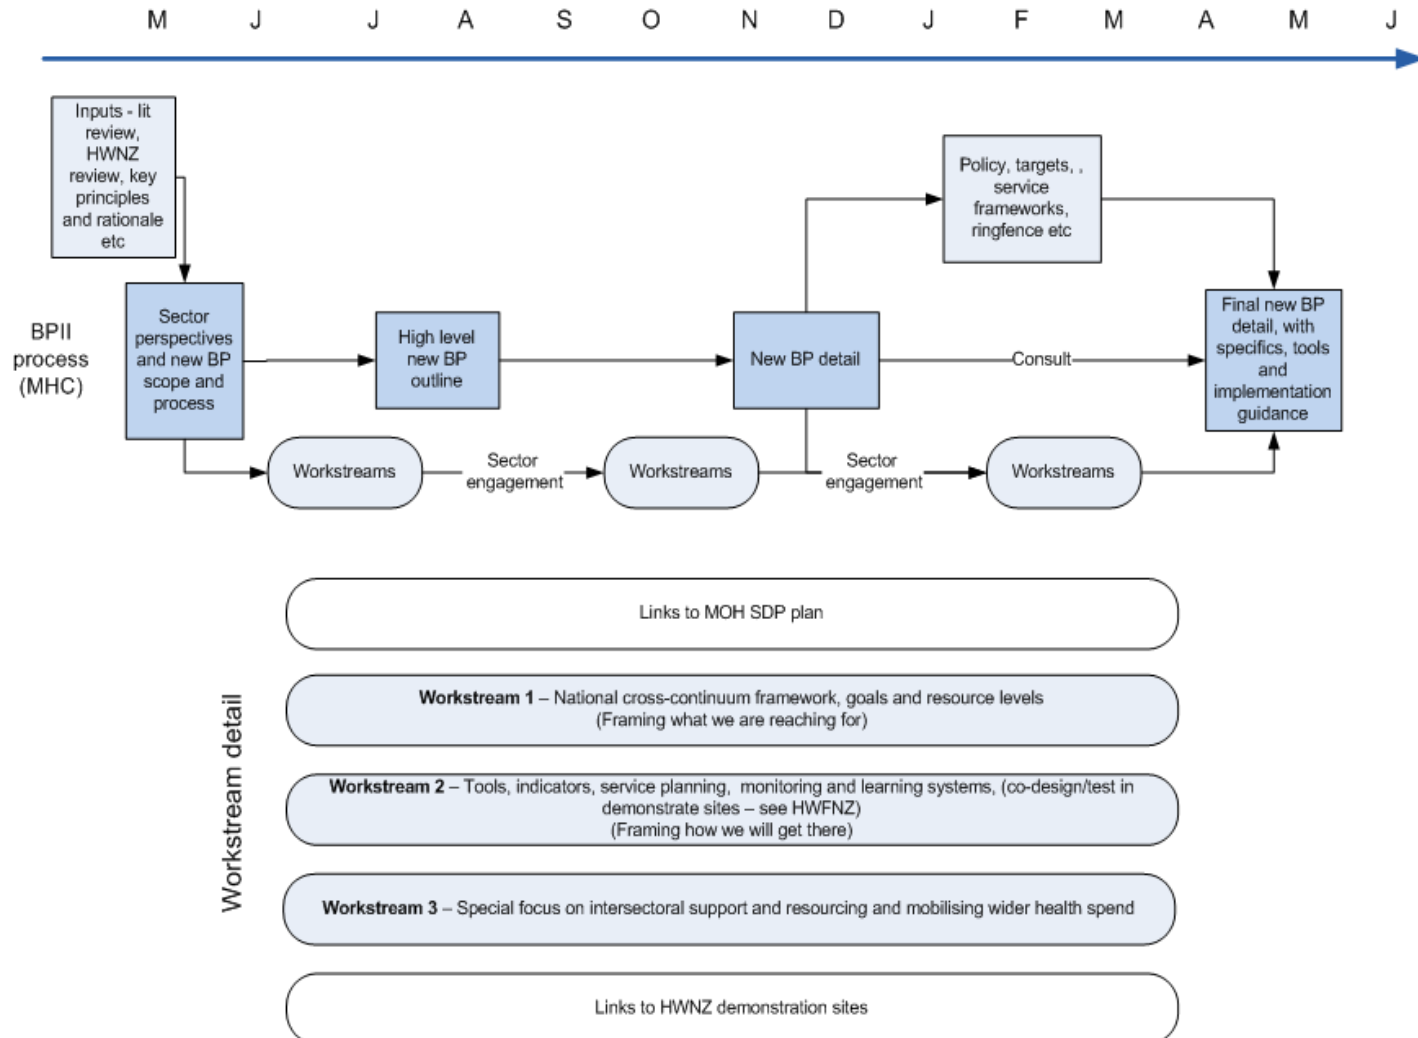 M J J A S O N D J F M A M J
Inputs - lit
review,
HWNZ
review, key
principles
and rationale
etc
Policy, targets, ,
service
frameworks,
ringfence etc
BPII
process
(MHC)
Sector
perspectives
and new BP
scope and
process
High level
new BP
outline
New BP detail
Consult
Final new BP
detail, with
specifics, tools
and
implementation
guidance
Workstreams
Sector
engagement
Workstreams
Sector
engagement
Workstreams
Links to MOH SDP plan
Workstream detail
Workstream 1 – National cross-continuum framework, goals and resource levels
(Framing what we are reaching for)
Workstream 2 – Tools, indicators, service planning, monitoring and learning systems, (co-design/test in
demonstrate sites – see HWFNZ)
(Framing how we will get there)
Workstream 3 – Special focus on intersectoral support and resourcing and mobilising wider health spend
Links to HWNZ demonstration sites